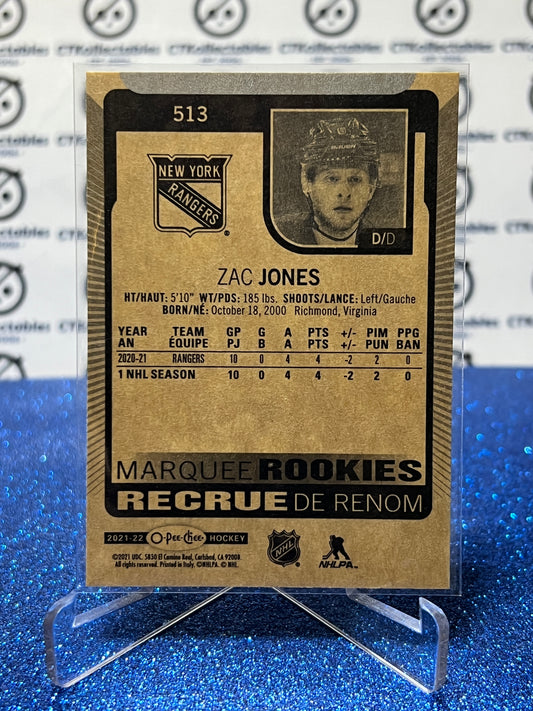 CTKollectables
513
NEW YORK
RANGERS
®
BAUER
D/D
ZAC JONES
HT/HAUT: 5'10" WT/PDS: 185 lbs. SHOOTS/LANCE: Left/Gauche
BORN/NÉ: October 18, 2000 Richmond, Virginia
YEAR TEAM GP G A PTS +/- PIM PPG
AN ÉQUIPE PJ B A PTS +/- PUN BAN
2020-21 RANGERS 10 0 4 4 -2 2 0
1 NHL SEASON 10 0 4 4 -2 2 0
MARQUEE ROOKIES
RECRUE DE RENOM
2021-22 O-Pee-Chee HOCKEY
©2021 UDC, 5830 El Camino Real, Carlsbad, CA 92008.
All rights reserved. Printed in Italy. ©NHLPA. © NHL.
NHL
NHLPA™